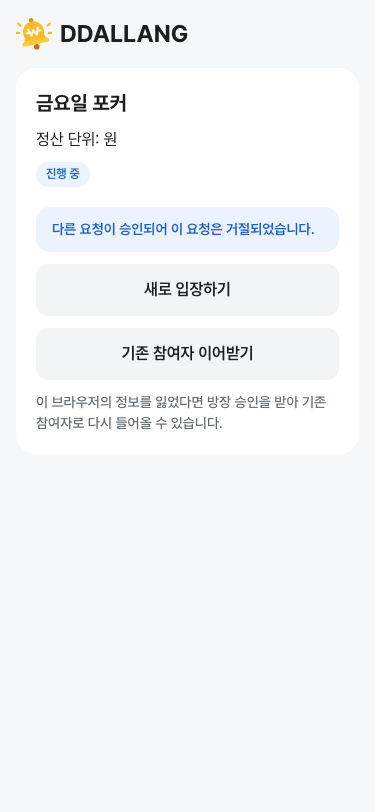 DDALLANG
금요일 포커
정산 단위: 원
진행 중
다른 요청이 승인되어 이 요청은 거절되었습니다.
새로 입장하기
기존 참여자 이어받기
이 브라우저의 정보를 잃었다면 방장 승인을 받아 기존
참여자로 다시 들어올 수 있습니다.